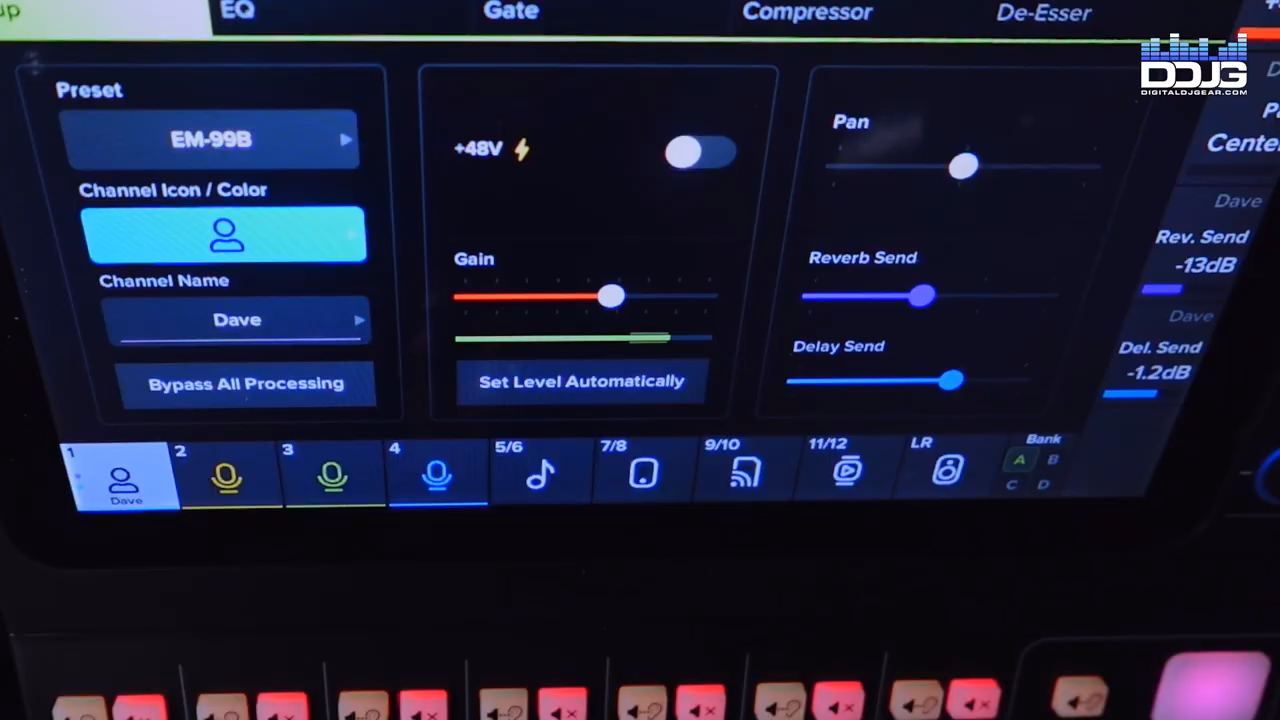 up
EQ
Gate
Compressor
De-Esser
DDJG
DIGITALDJGEAR.COM
Preset
EM-99B
Channel Icon / Color
Channel Name
Dave
Bypass All Processing
+48V
Gain
Set Level Automatically
Pan
Reverb Send
Delay Send
D
Pa
Center
Dave
Rev. Send
-13dB
Dave
Del. Send
-1.2dB
1
Dave
2
3
4
5/6
7/8
9/10
11/12
LR
Bank
A B
C D